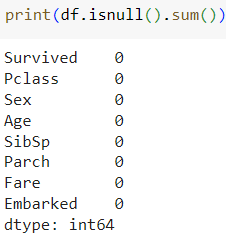 print(df.isnull().sum())
Survived 0
Pclass 0
Sex 0
Age 0
SibSp 0
Parch 0
Fare 0
Embarked 0
dtype: int64